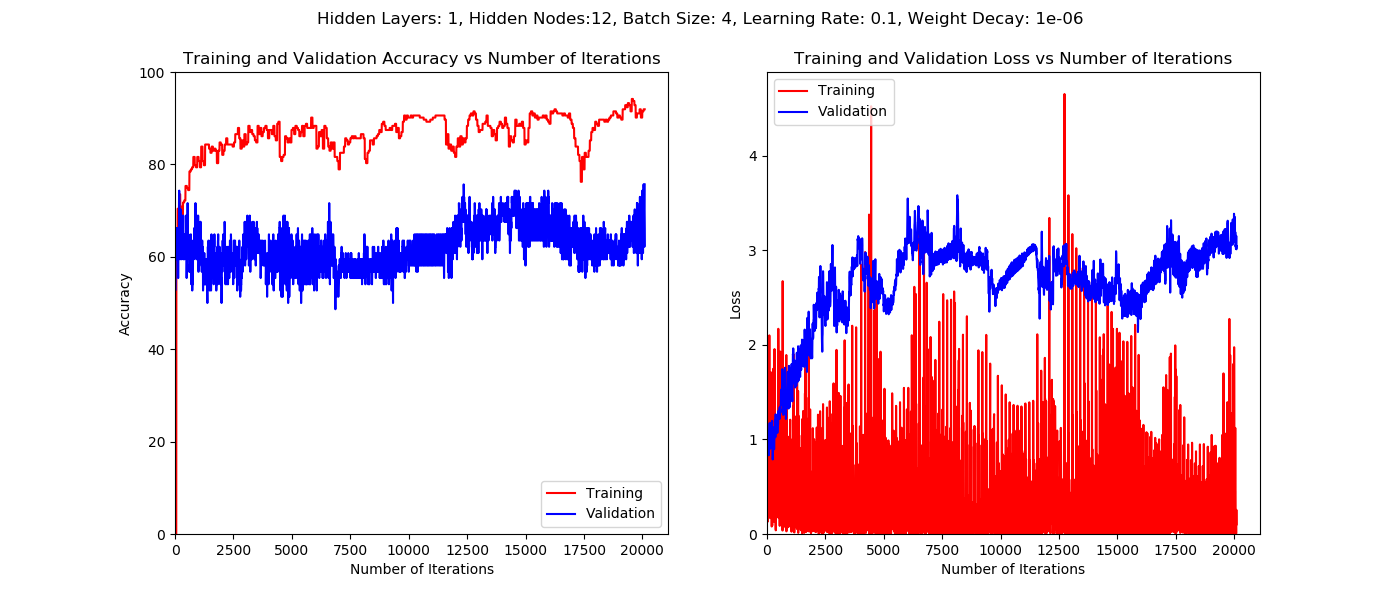 Hidden Layers: 1, Hidden Nodes:12, Batch Size: 4, Learning Rate: 0.1, Weight Decay: 1e-06
Training and Validation Accuracy vs Number of Iterations
100
80
60
40
20
0
Accuracy
0 2500 5000 7500 10000 12500 15000 17500 20000
Number of Iterations
Training
Validation
Training and Validation Loss vs Number of Iterations
Training
Validation
4
3
2
1
0
Loss
0 2500 5000 7500 10000 12500 15000 17500 20000
Number of Iterations